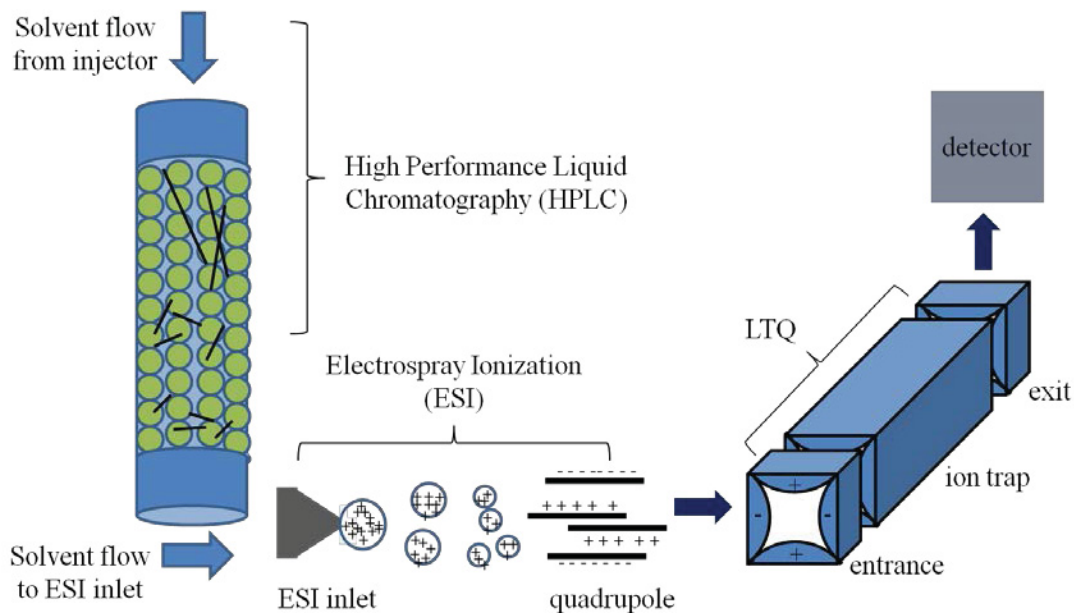 Solvent flow
from injector
High Performance Liquid
Chromatography (HPLC)
detector
LTQ
Electrospray Ionization
(ESI)
exit
ion trap
entrance
Solvent flow
to ESI inlet
ESI inlet
quadrupole